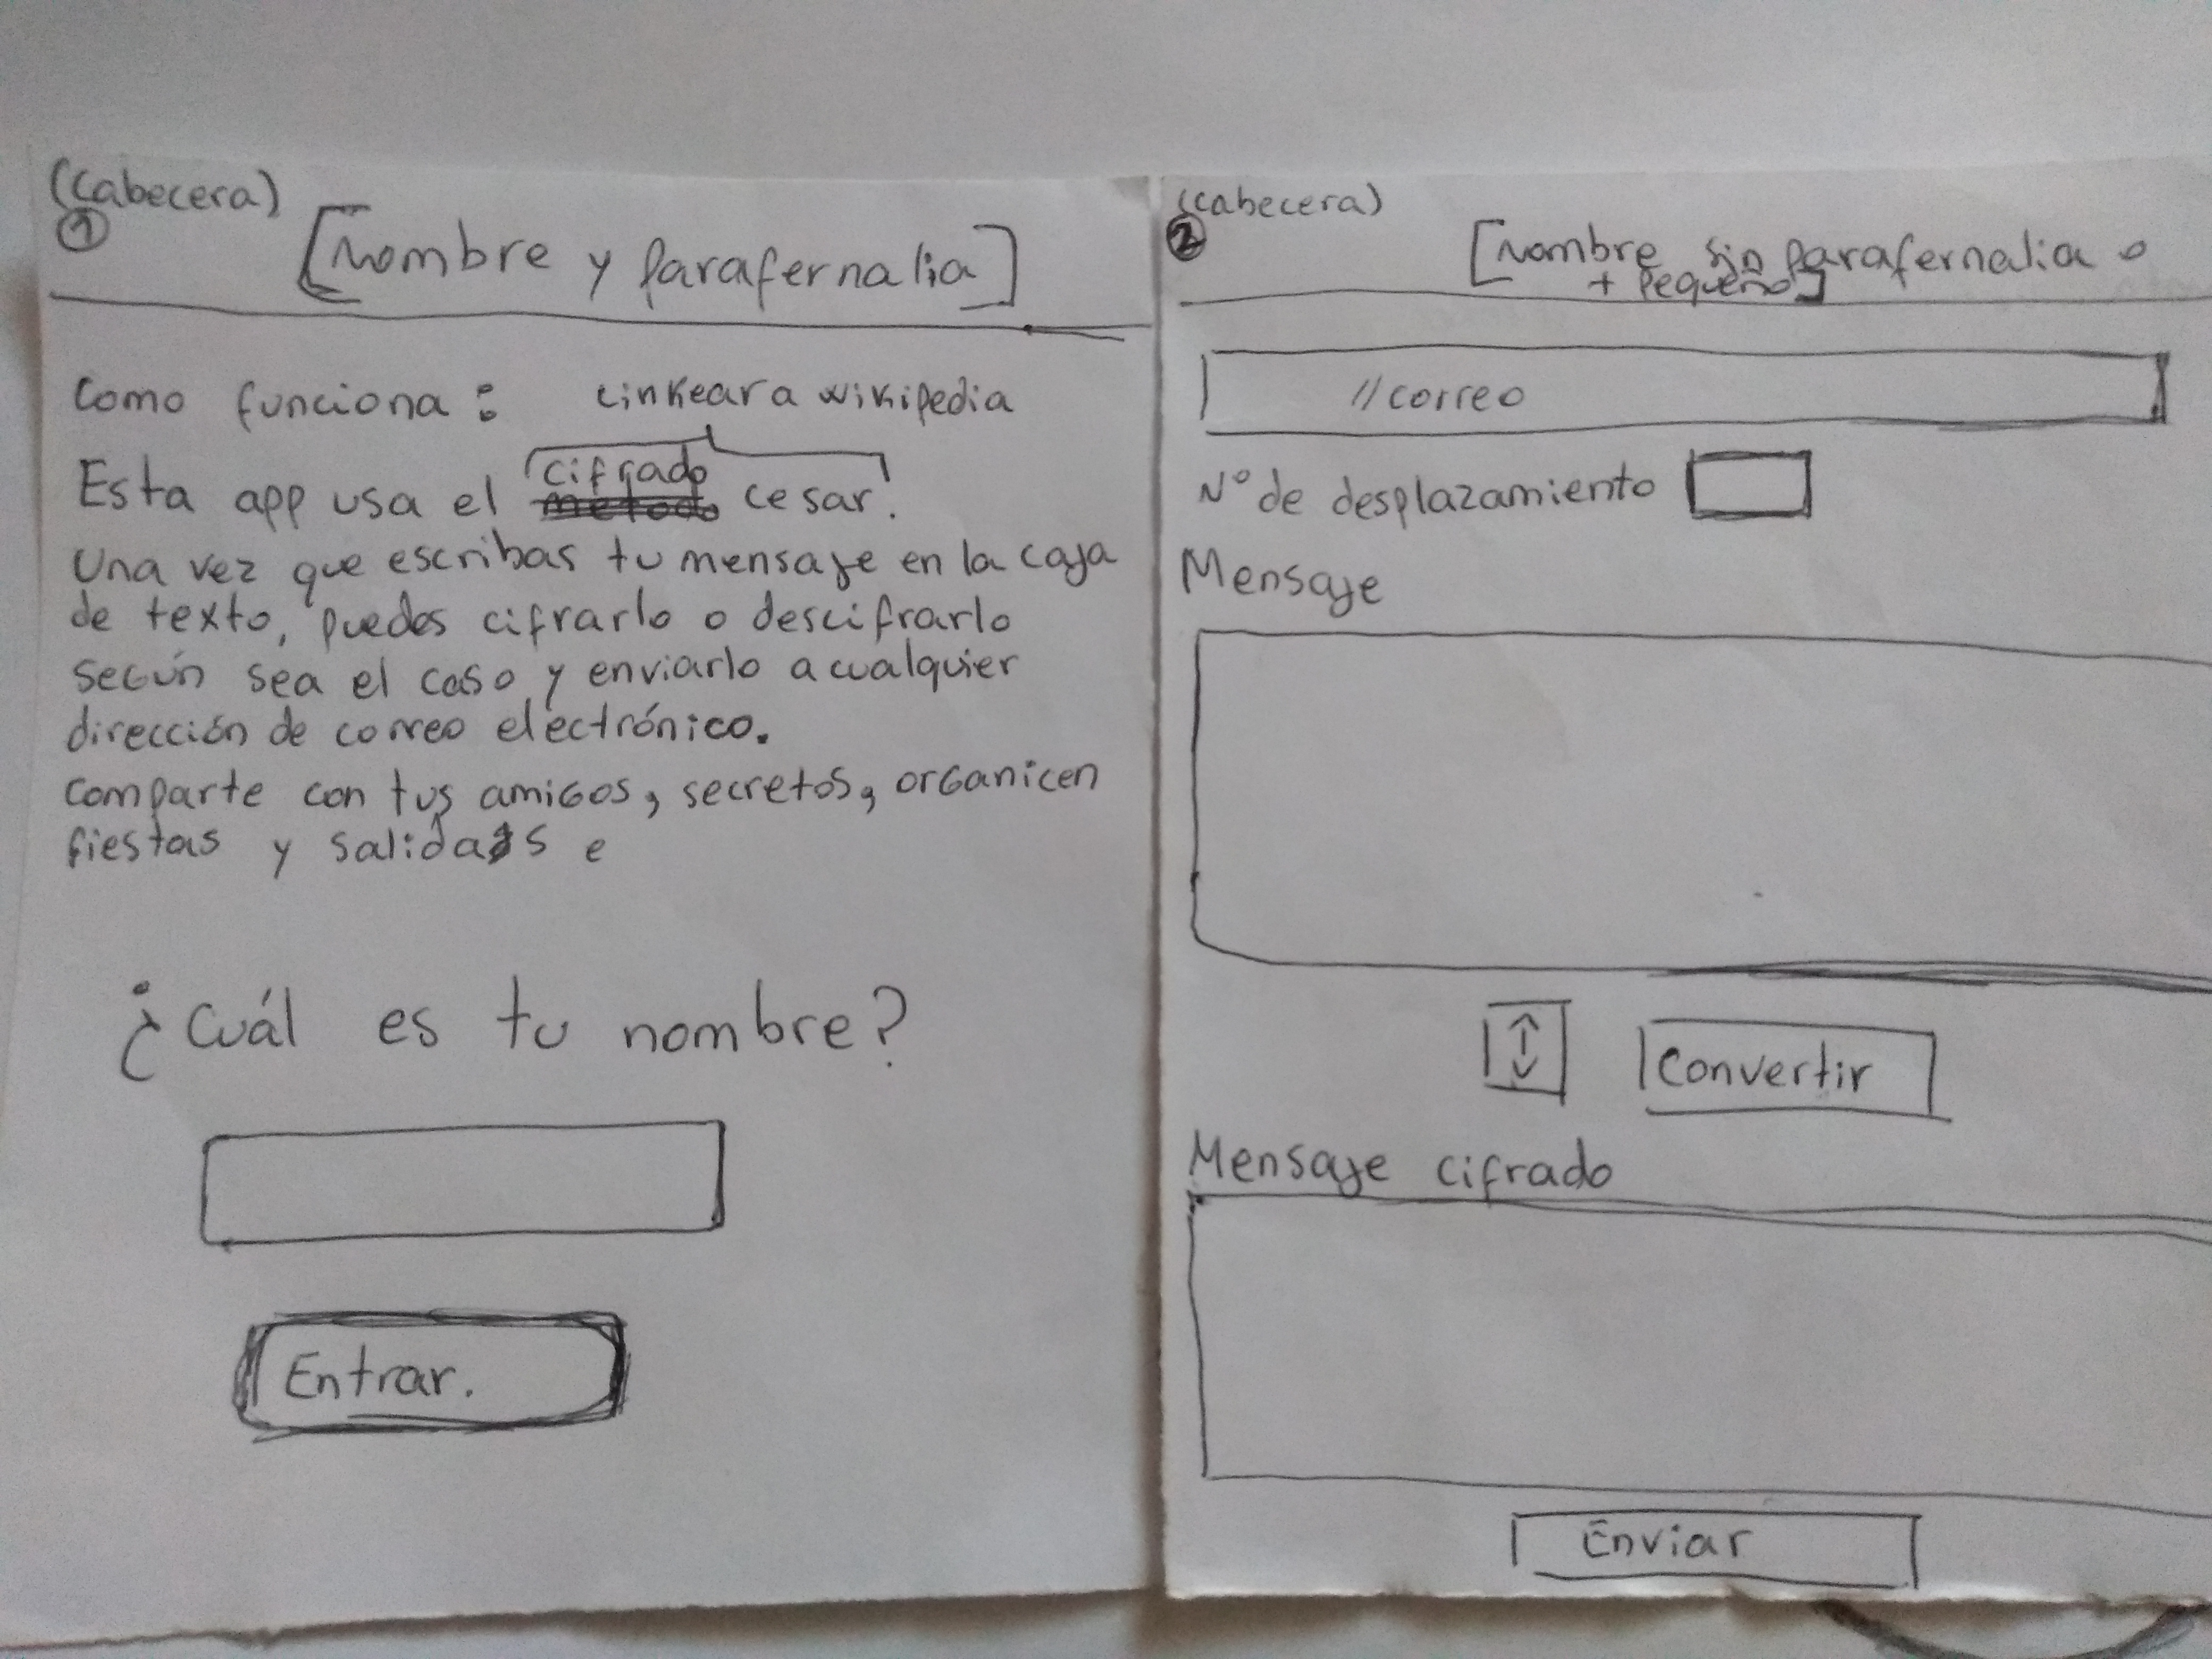 (Cabecera)
①
[Nombre y Parafernalia]
Como funciona: Linkear a wikipedia
cifrado
Esta app usa el metodo cesar.
Una vez que escribas tu mensaje en la caja
de texto, puedes cifrarlo o descifrarlo
según sea el caso y enviarlo a cualquier
dirección de correo electrónico.
comparte con tus amigos, secretos, organicen
fiestas y salidas e
¿Cuál es tu nombre?
Entrar.
(cabecera)
②
[Nombre sin Parafernalia o
+ Pequeño]
//correo
N° de desplazamiento
Mensaje
↑↓ Convertir
Mensaje cifrado
Enviar